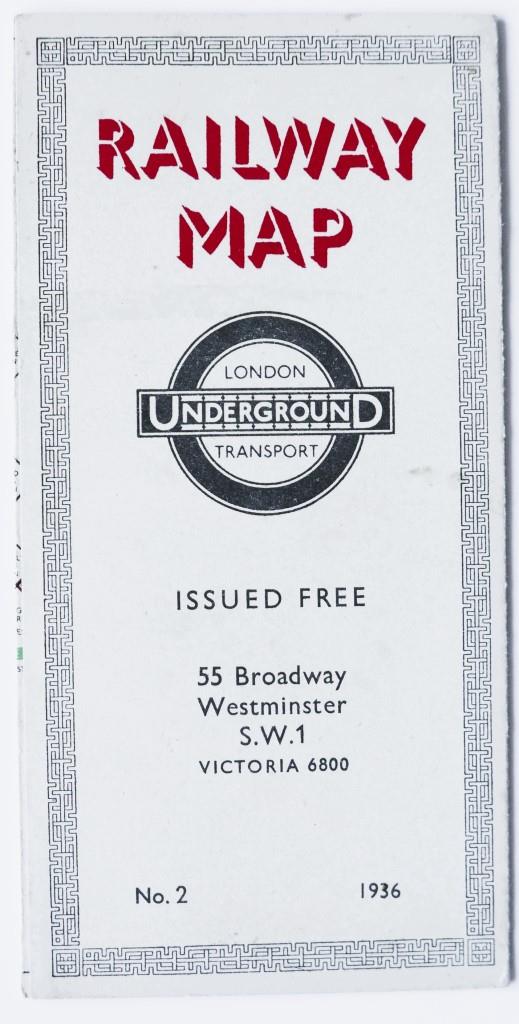 RAILWAY
MAP
LONDON
UNDERGROUND
TRANSPORT
ISSUED FREE
55 Broadway
Westminster
S.W.1
VICTORIA 6800
No. 2
1936